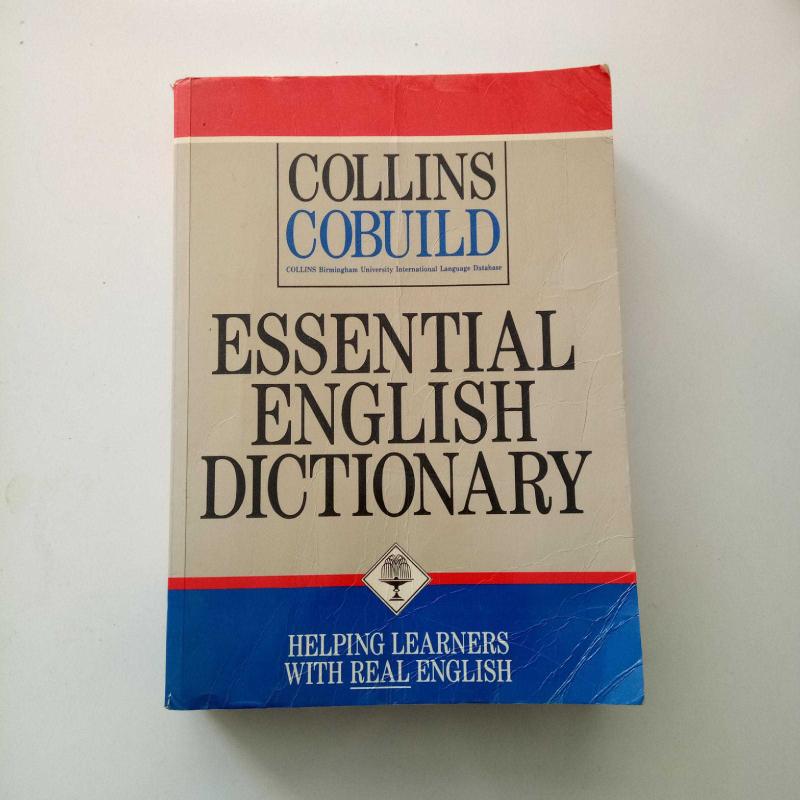 COLLINS
COBUILD
COLLINS Birmingham University International Language Database
ESSENTIAL
ENGLISH
DICTIONARY
HELPING LEARNERS
WITH REAL ENGLISH